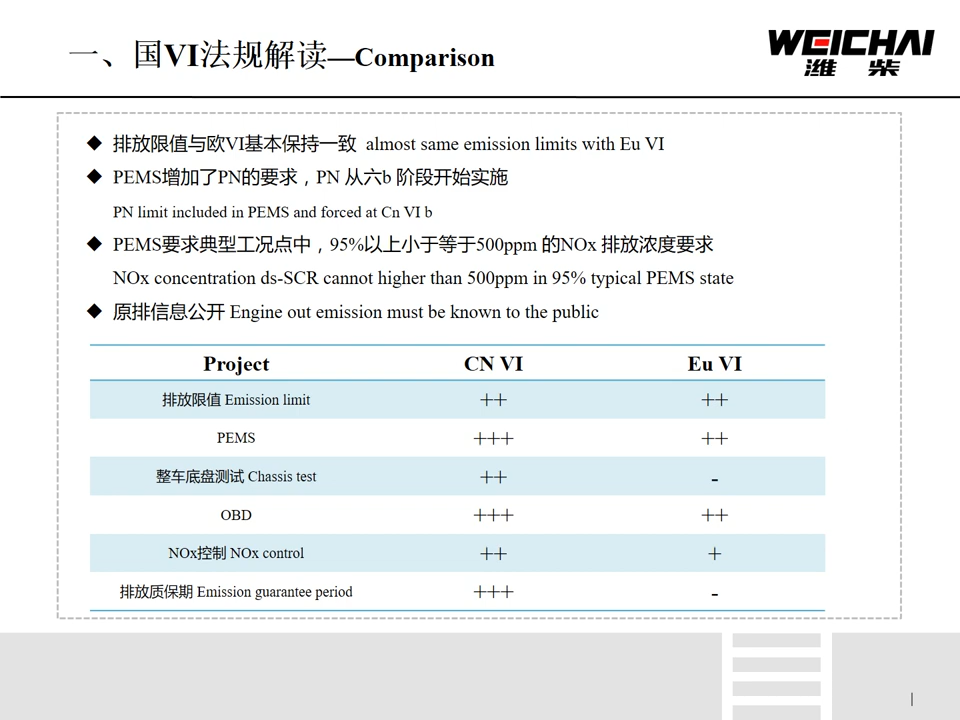 一、国VI法规解读—Comparison
WEICHAI
潍柴
◆ 排放限值与欧VI基本保持一致 almost same emission limits with Eu VI
◆ PEMS增加了PN的要求，PN 从六b 阶段开始实施
PN limit included in PEMS and forced at Cn VI b
◆ PEMS要求典型工况点中，95%以上小于等于500ppm 的NOx 排放浓度要求
NOx concentration ds-SCR cannot higher than 500ppm in 95% typical PEMS state
◆ 原排信息公开 Engine out emission must be known to the public
Project CN VI Eu VI
排放限值 Emission limit ++ ++
PEMS +++ ++
整车底盘测试 Chassis test ++ -
OBD +++ ++
NOx控制 NOx control ++ +
排放质保期 Emission guarantee period +++ -
|